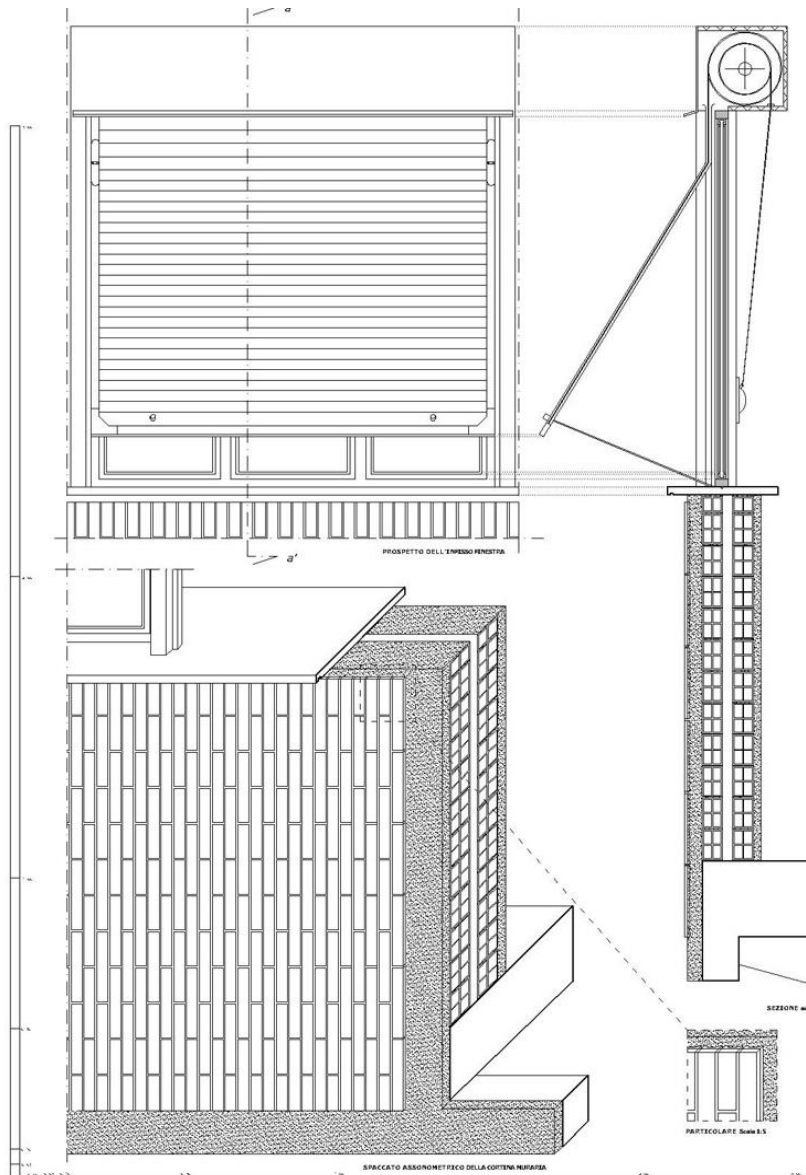 a
PROSPETTO DELL'INFISSO FINESTRA
a'
SEZIONE
PARTICOLARE Scala 1:5
SPACCATO ASSONOMETRICO DELLA CORTINA MURARIA